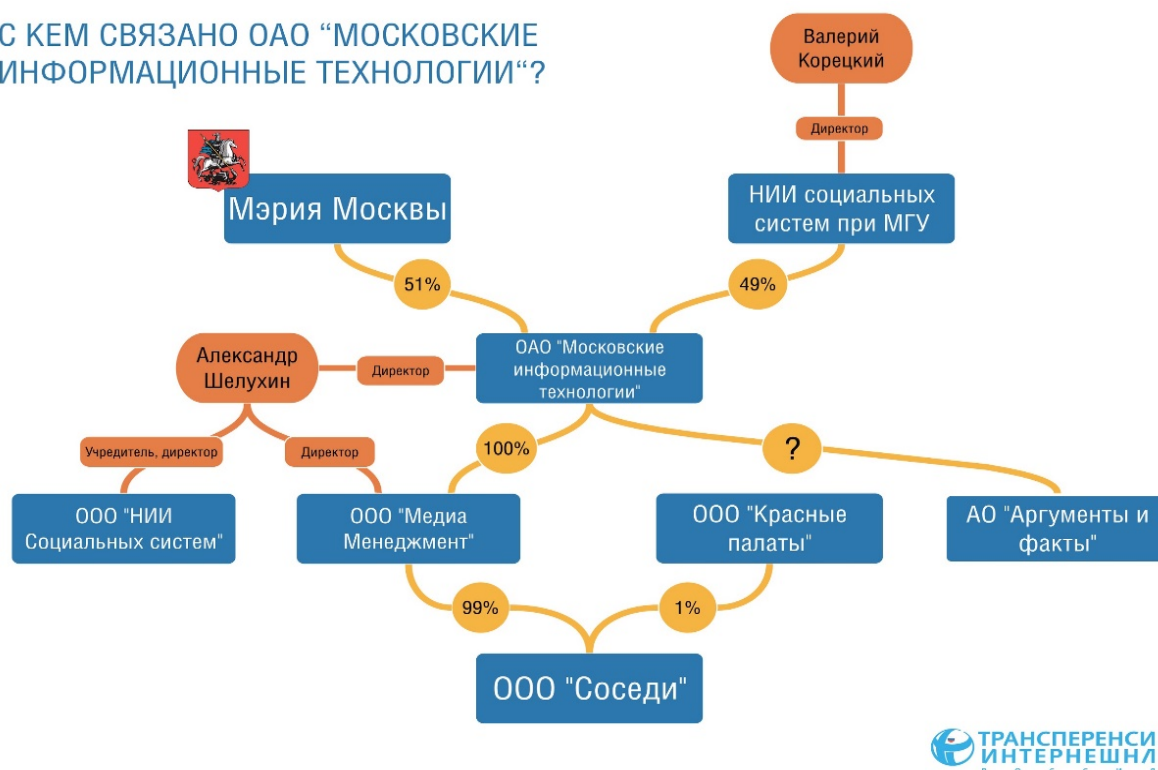 С КЕМ СВЯЗАНО ОАО “МОСКОВСКИЕ
ИНФОРМАЦИОННЫЕ ТЕХНОЛОГИИ“?
Валерий
Корецкий
Директор
Мэрия Москвы
НИИ социальных
систем при МГУ
51%
49%
Александр
Шелухин
Директор
ОАО "Московские
информационные
технологии"
Учредитель, директор
Директор
100%
?
ООО "НИИ
Социальных систем"
ООО "Медиа
Менеджмент"
ООО "Красные
палаты"
АО "Аргументы и
факты"
99%
1%
ООО "Соседи"
ТРАНСПЕРЕНСИ
ИНТЕРНЕШНЛ